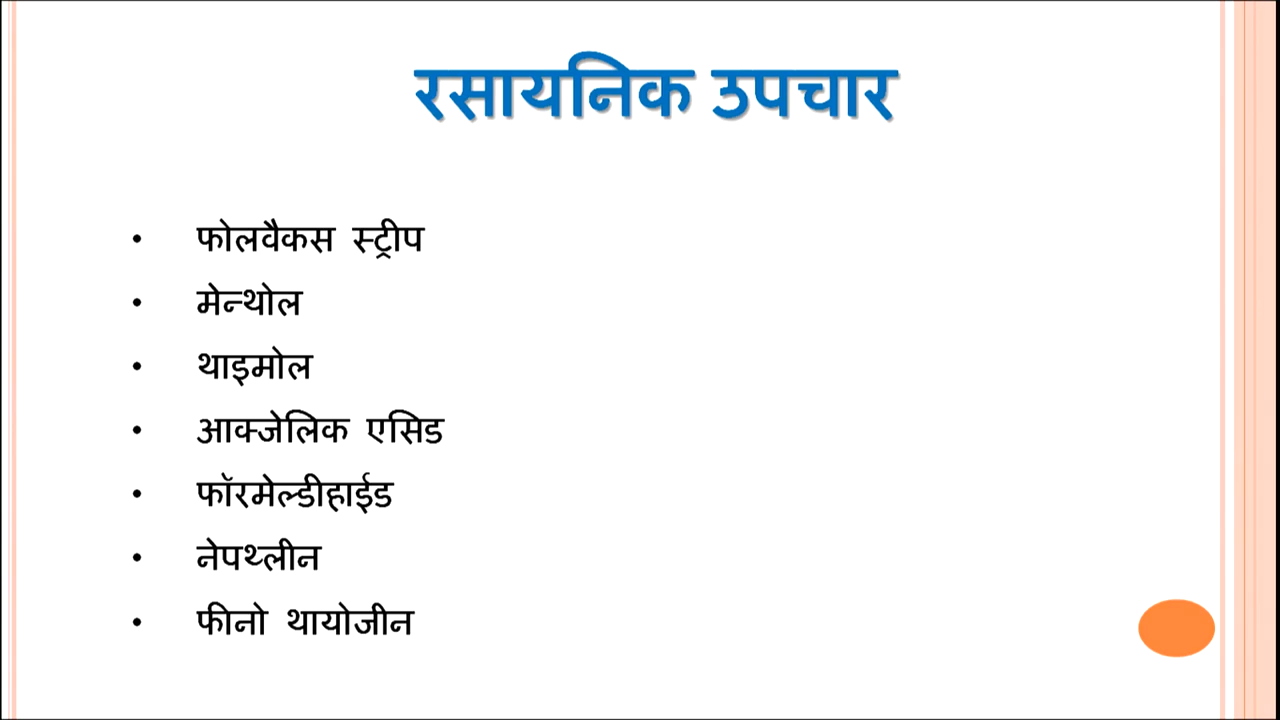 रसायनिक उपचार
• फोलवैकस स्ट्रीप
• मेन्थोल
• थाइमोल
• आक्जेलिक एसिड
• फॉरमेल्डीहाईड
• नेपथ्लीन
• फीनो थायोजीन